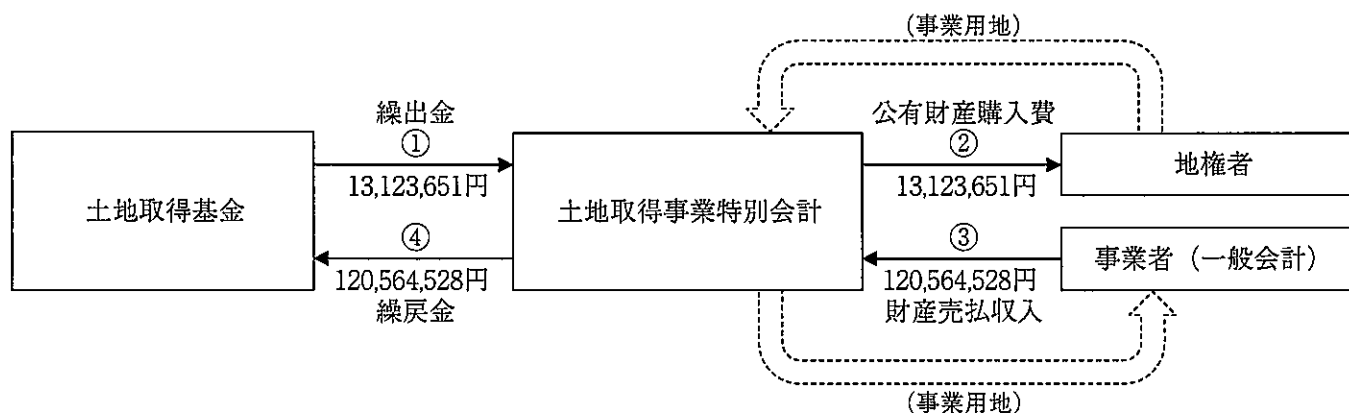 (事業用地)
繰出金
①
13,123,651円
公有財産購入費
②
13,123,651円
地権者
土地取得基金
土地取得事業特別会計
④
120,564,528円
繰戻金
③
120,564,528円
財産売払収入
事業者（一般会計）
(事業用地)